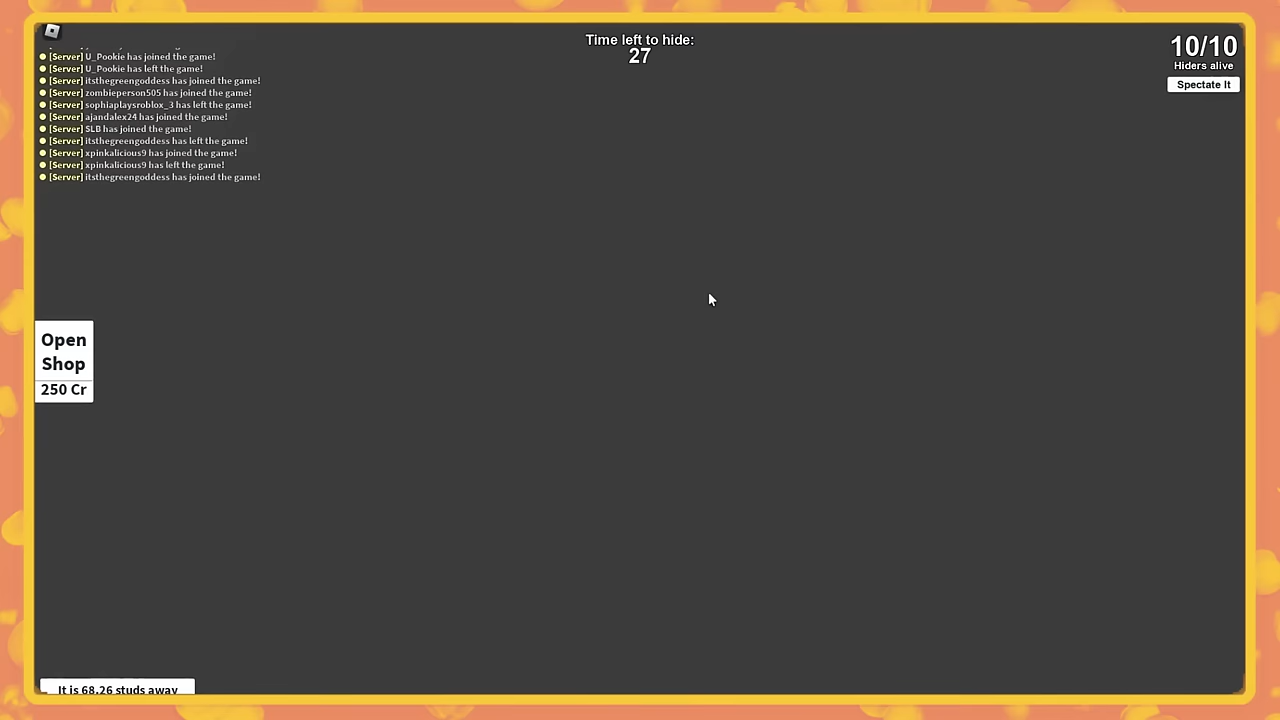 Time left to hide:
27
10/10
Hiders alive
Spectate It
[Server] U_Pookie has joined the game!
[Server] U_Pookie has left the game!
[Server] itsthegreengoddess has joined the game!
[Server] zombieperson505 has joined the game!
[Server] sophiaplaysroblox_3 has left the game!
[Server] ajandalex24 has joined the game!
[Server] SLB has joined the game!
[Server] itsthegreengoddess has left the game!
[Server] xpinkalicious9 has joined the game!
[Server] xpinkalicious9 has left the game!
[Server] itsthegreengoddess has joined the game!
Open
Shop
250 Cr
It is 68.26 studs away